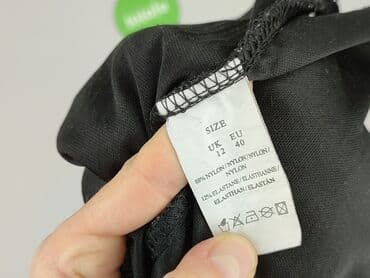 SIZE
UK EU
12 40
88% NYLON/NYLON/NYLON/
NYLON
12% ELASTANE/ELASTHANNE/
ELASTHAN/ELASTAN